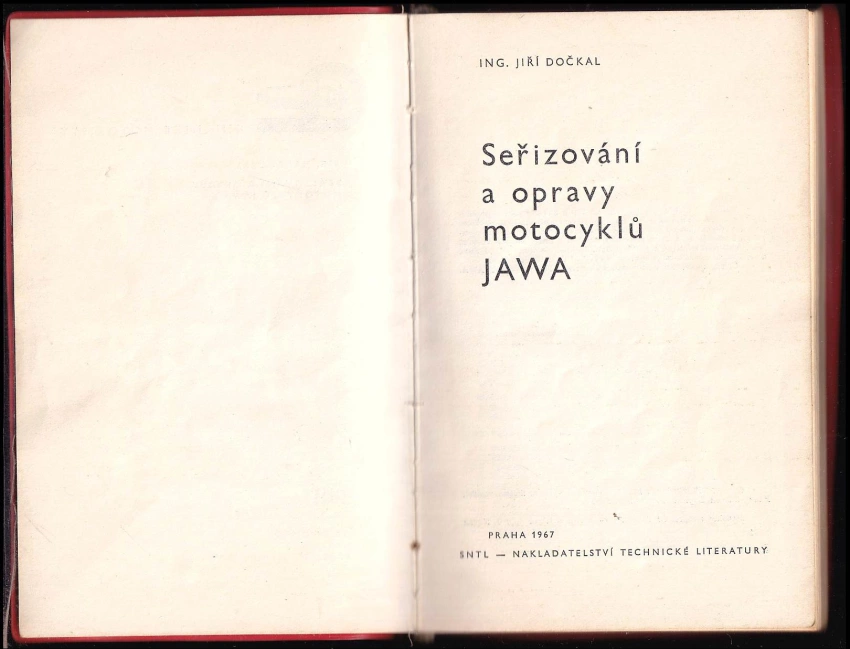 ING. JIŘÍ DOČKAL
Seřizování
a opravy
motocyklů
JAWA
PRAHA 1967
SNTL — NAKLADATELSTVÍ TECHNICKÉ LITERATURY